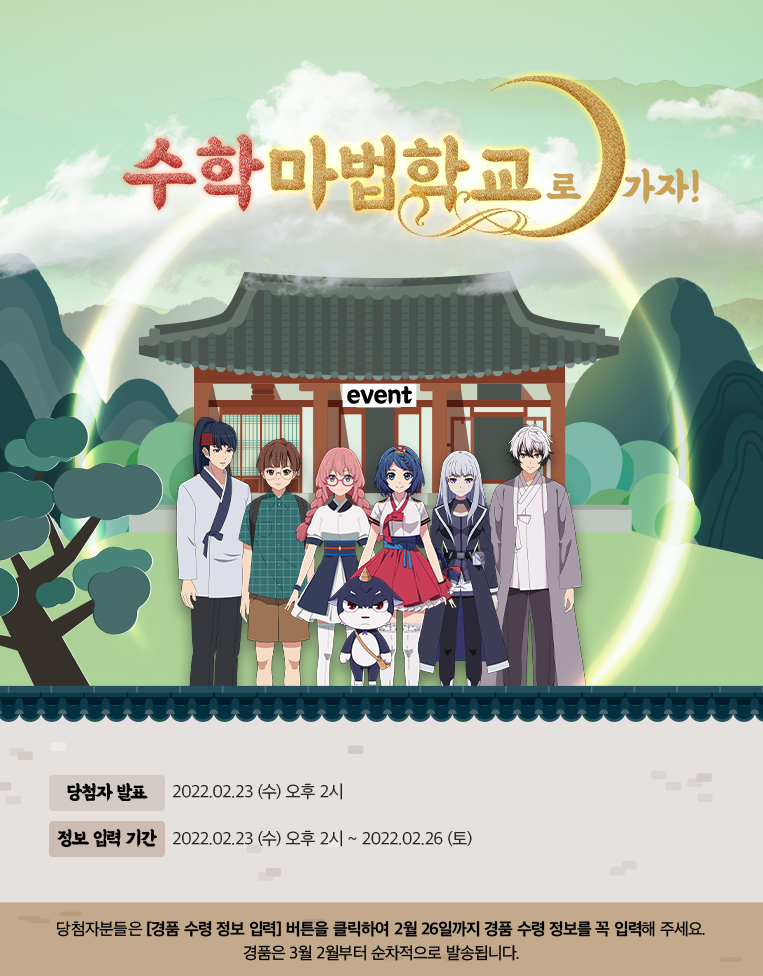 수학 마법학교로 가자!
event
당첨자 발표 2022.02.23 (수) 오후 2시
정보 입력 기간 2022.02.23 (수) 오후 2시 ~ 2022.02.26 (토)
당첨자분들은 [경품 수령 정보 입력] 버튼을 클릭하여 2월 26일까지 경품 수령 정보를 꼭 입력해 주세요.
경품은 3월 2월부터 순차적으로 발송됩니다.